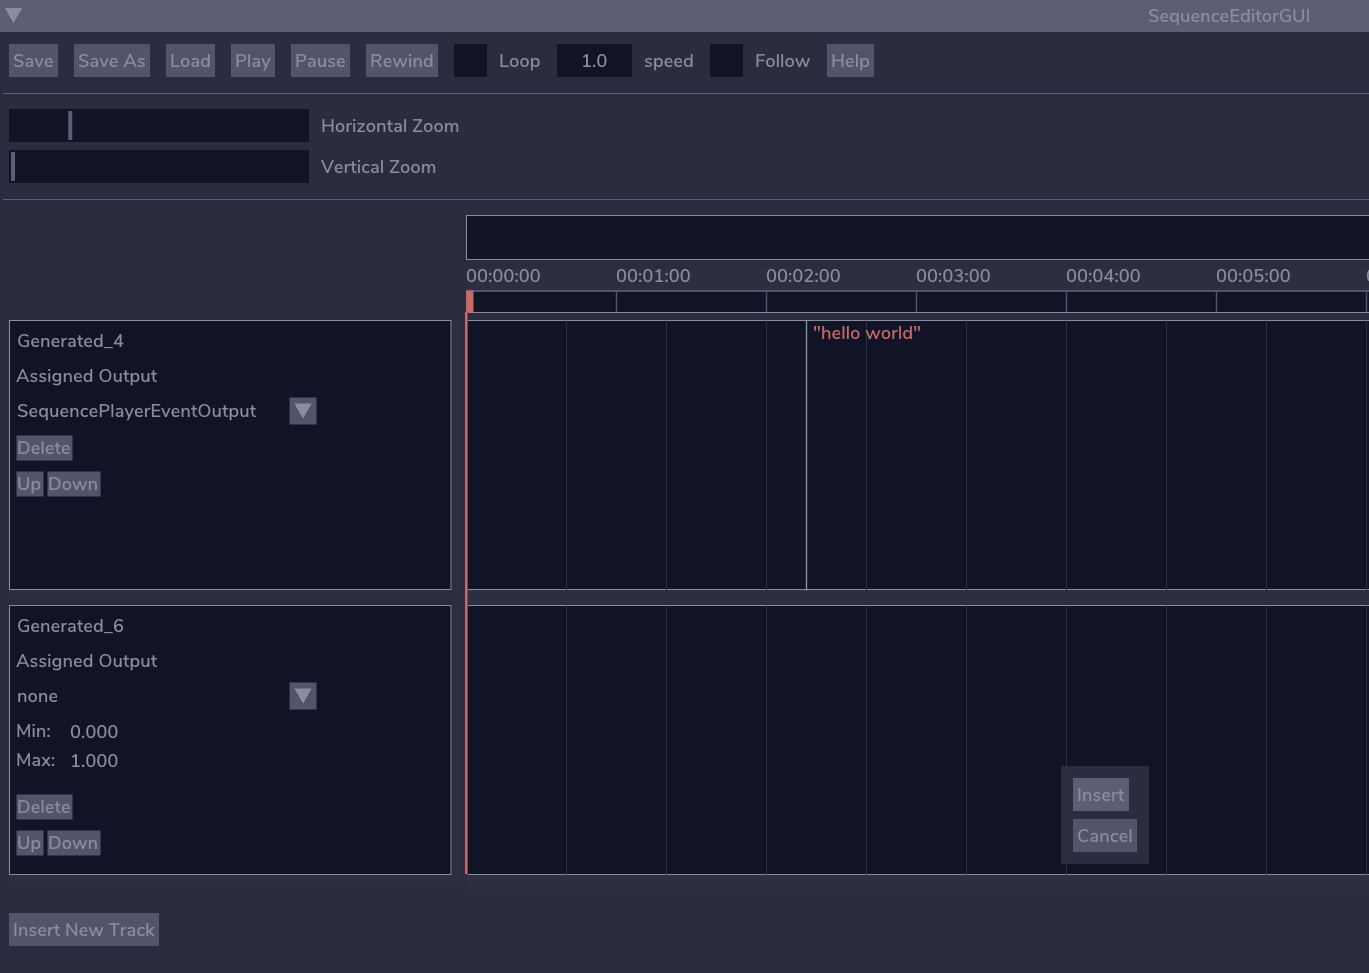 SequenceEditorGUI
Save Save As Load Play Pause Rewind Loop 1.0 speed Follow Help
Horizontal Zoom
Vertical Zoom
00:00:00 00:01:00 00:02:00 00:03:00 00:04:00 00:05:00
Generated_4
"hello world"
Assigned Output
SequencePlayerEventOutput
Delete
Up Down
Generated_6
Assigned Output
none
Min: 0.000
Max: 1.000
Delete
Up Down
Insert
Cancel
Insert New Track